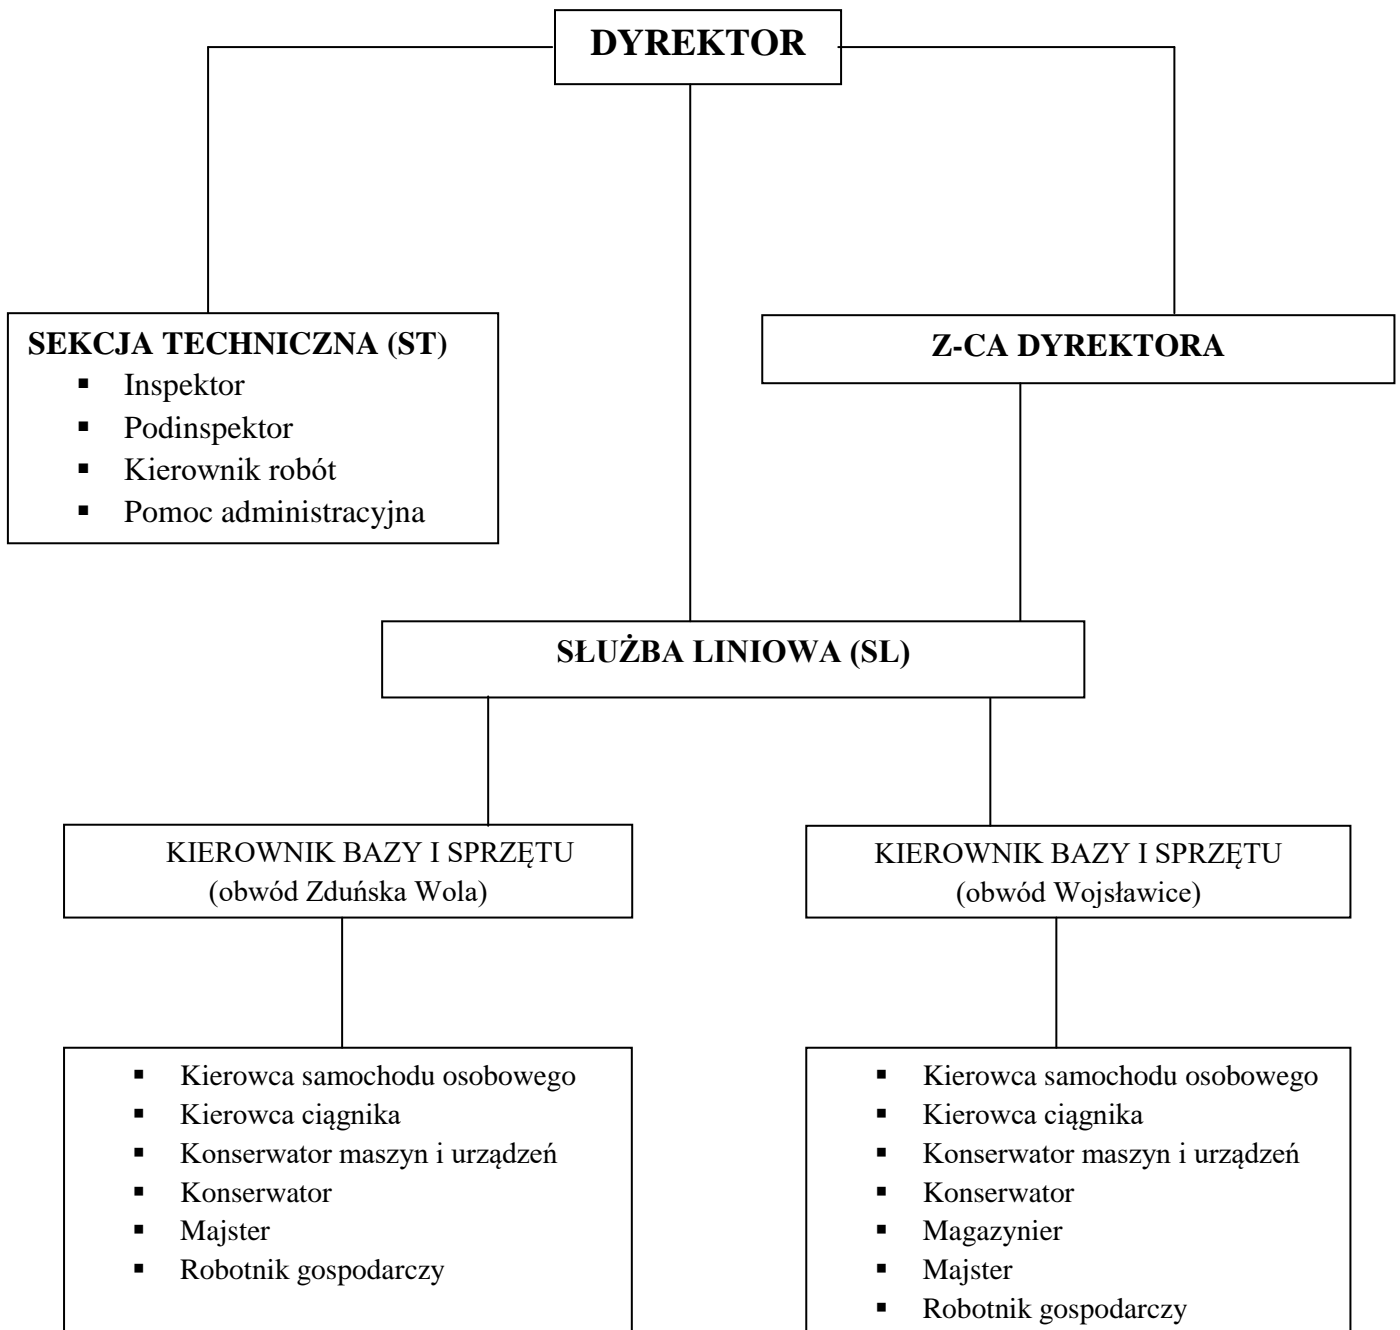 DYREKTOR
SEKCJA TECHNICZNA (ST)
▪ Inspektor
▪ Podinspektor
▪ Kierownik robót
▪ Pomoc administracyjna
Z-CA DYREKTORA
SŁUŻBA LINIOWA (SL)
KIEROWNIK BAZY I SPRZĘTU
(obwód Zduńska Wola)
KIEROWNIK BAZY I SPRZĘTU
(obwód Wojsławice)
▪ Kierowca samochodu osobowego
▪ Kierowca ciągnika
▪ Konserwator maszyn i urządzeń
▪ Konserwator
▪ Majster
▪ Robotnik gospodarczy
▪ Kierowca samochodu osobowego
▪ Kierowca ciągnika
▪ Konserwator maszyn i urządzeń
▪ Konserwator
▪ Magazynier
▪ Majster
▪ Robotnik gospodarczy